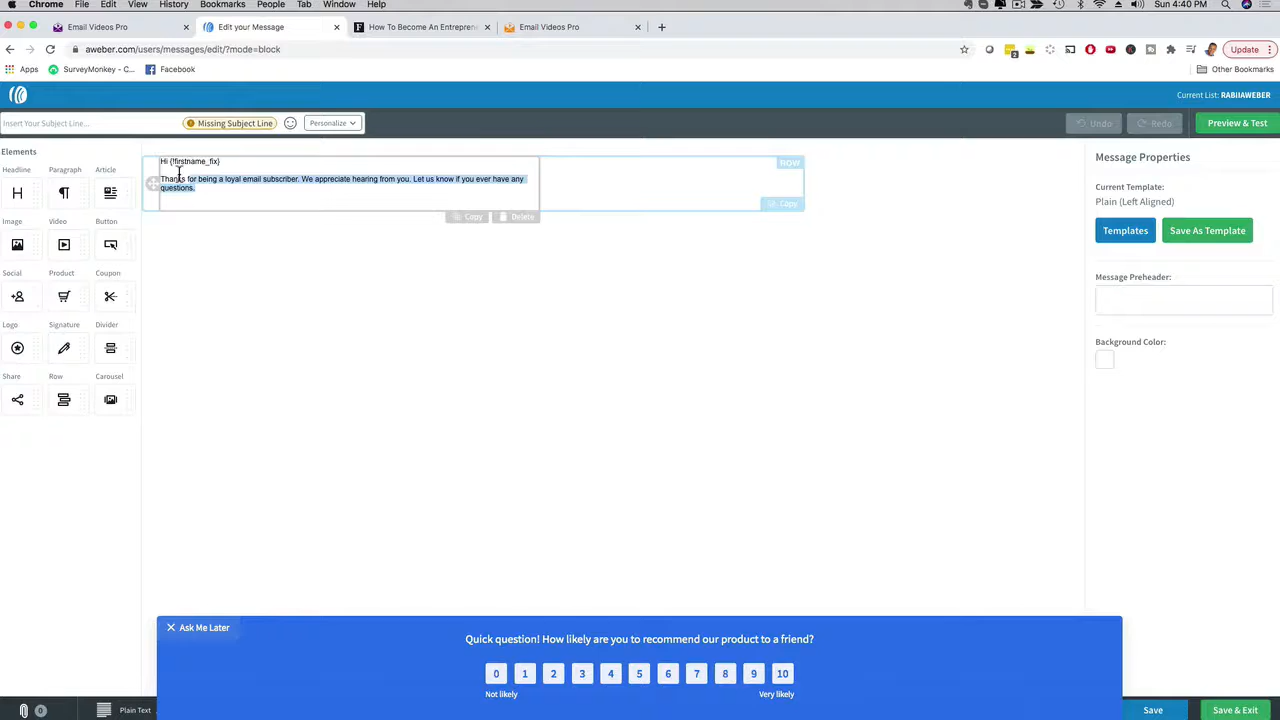 Chrome File Edit View History Bookmarks People Tab Window Help Sun 4:40 PM
Email Videos Pro Edit your Message How To Become An Entreprene Email Videos Pro
aweber.com/users/messages/edit/?mode=block Update
Apps SurveyMonkey - C... Facebook Other Bookmarks
Current List: RABIIAWEBER
Insert Your Subject Line... Missing Subject Line Personalize Undo Redo Preview & Test
Elements
Headline Paragraph Article
Image Video Button
Social Product Coupon
Logo Signature Divider
Share Row Carousel
Hi {!firstname_fix}
Thanks for being a loyal email subscriber. We appreciate hearing from you. Let us know if you ever have any
questions.
ROW
Copy
Copy Delete
Message Properties
Current Template:
Plain (Left Aligned)
Templates Save As Template
Message Preheader:
Background Color:
Ask Me Later
Quick question! How likely are you to recommend our product to a friend?
0 1 2 3 4 5 6 7 8 9 10
Not likely Very likely
0 Plain Text Save Save & Exit